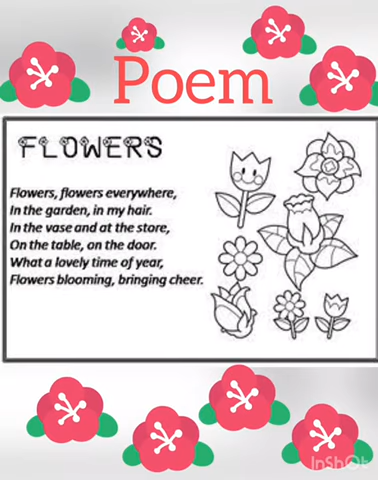 Poem
FLOWERS
Flowers, flowers everywhere,
In the garden, in my hair.
In the vase and at the store,
On the table, on the door.
What a lovely time of year,
Flowers blooming, bringing cheer.
InShOt